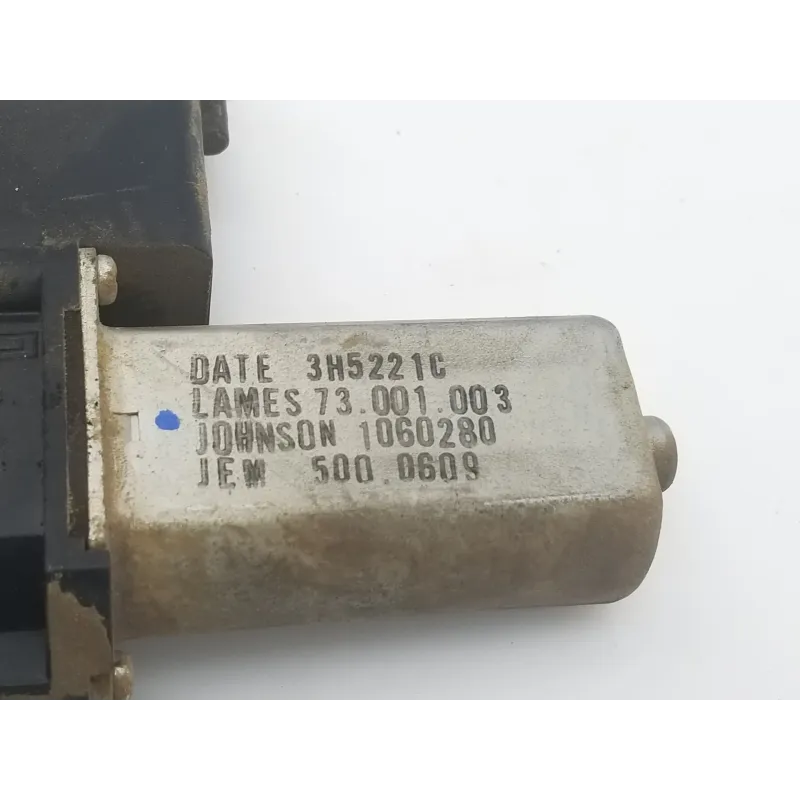 DATE 3H5221C
LAMES 73.001.003
JOHNSON 1060280
JEM 500.0609